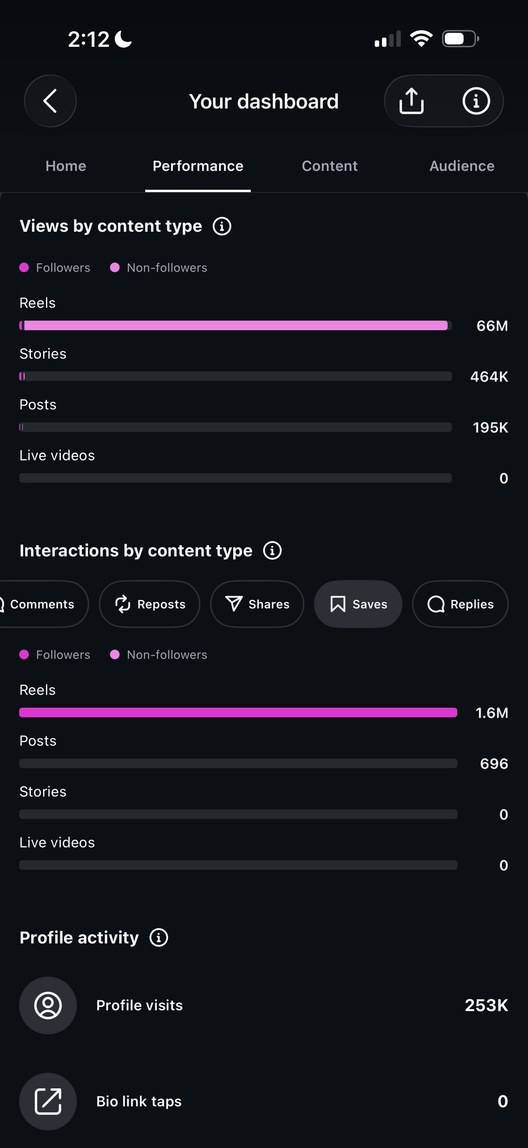 2:12
Your dashboard
Home Performance Content Audience
Views by content type
Followers Non-followers
Reels
66M
Stories
464K
Posts
195K
Live videos
0
Interactions by content type
Comments Reposts Shares Saves Replies
Followers Non-followers
Reels
1.6M
Posts
696
Stories
0
Live videos
0
Profile activity
Profile visits 253K
Bio link taps 0